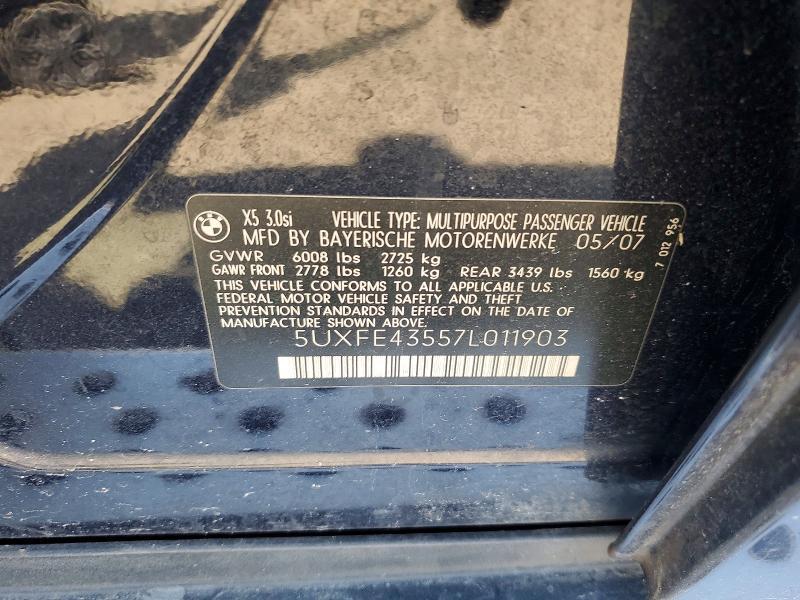 X5 3.0si VEHICLE TYPE: MULTIPURPOSE PASSENGER VEHICLE
MFD BY BAYERISCHE MOTORENWERKE 05/07
GVWR 6008 lbs 2725 kg
GAWR FRONT 2778 lbs 1260 kg REAR 3439 lbs 1560 kg
THIS VEHICLE CONFORMS TO ALL APPLICABLE U.S.
FEDERAL MOTOR VEHICLE SAFETY AND THEFT
PREVENTION STANDARDS IN EFFECT ON THE DATE OF
MANUFACTURE SHOWN ABOVE.
5UXFE43557L011903
7 012 956